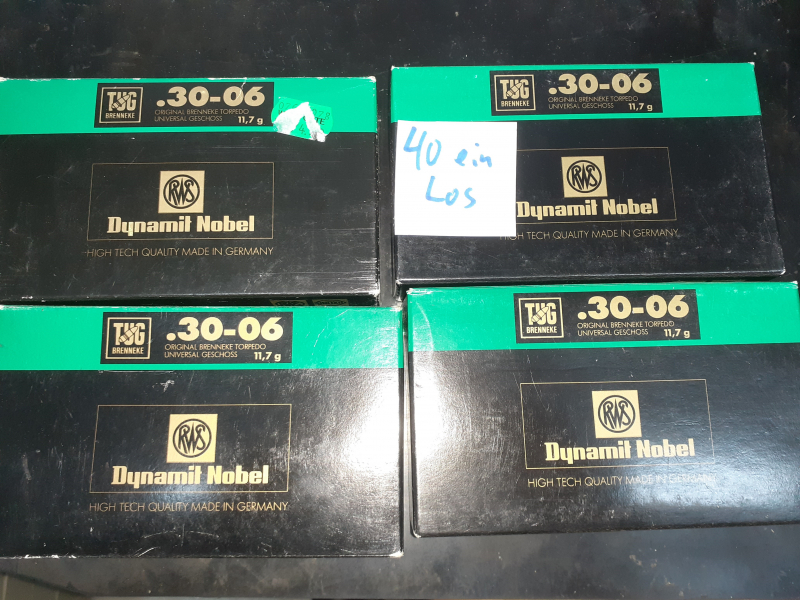 TUG
BRENNEKE
.30-06
ORIGINAL BRENNEKE TORPEDO
UNIVERSAL GESCHOSS 11,7 g
RWS
Dynamit Nobel
HIGH TECH QUALITY MADE IN GERMANY
TUG
BRENNEKE
.30-06
ORIGINAL BRENNEKE TORPEDO
UNIVERSAL GESCHOSS 11,7 g
40 ein
Los
RWS
Dynamit Nobel
HIGH TECH QUALITY MADE IN GERMANY
TUG
BRENNEKE
.30-06
ORIGINAL BRENNEKE TORPEDO
UNIVERSAL GESCHOSS 11,7 g
RWS
Dynamit Nobel
HIGH TECH QUALITY MADE IN GERMANY
TUG
BRENNEKE
.30-06
ORIGINAL BRENNEKE TORPEDO
UNIVERSAL GESCHOSS 11,7 g
RWS
Dynamit Nobel
HIGH TECH QUALITY MADE IN GERMANY